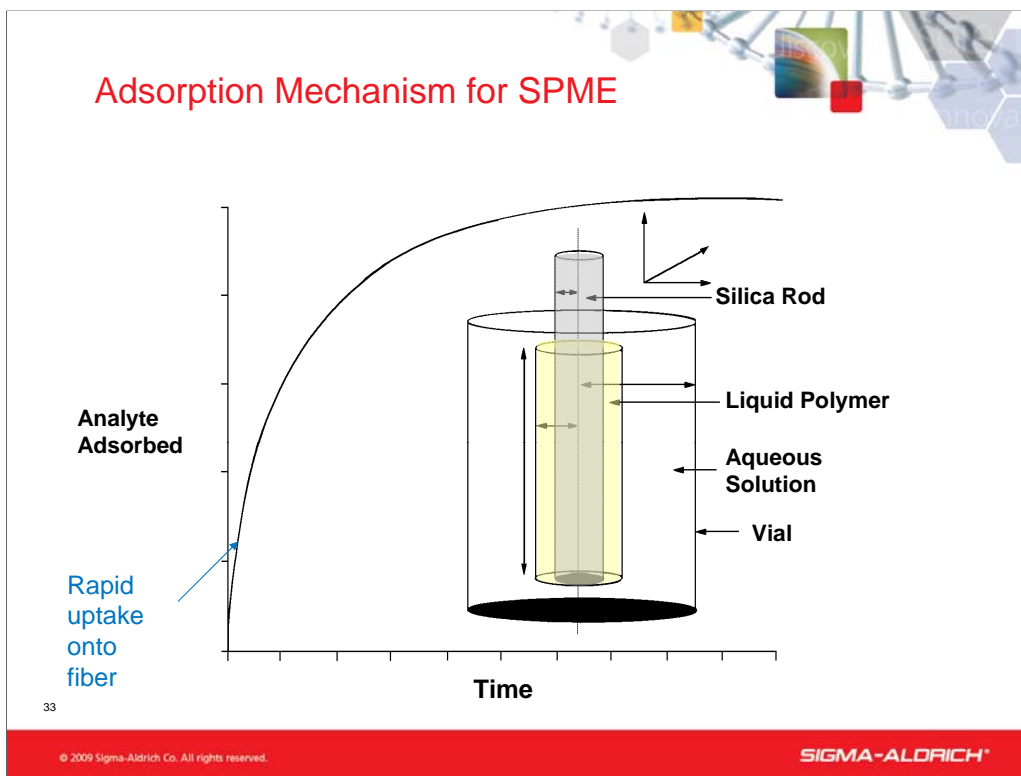 Adsorption Mechanism for SPME
Silica Rod
Liquid Polymer
Analyte
Adsorbed
Aqueous
Solution
Vial
Rapid
uptake
onto
fiber
Time
33
© 2009 Sigma-Aldrich Co. All rights reserved.
SIGMA-ALDRICH®